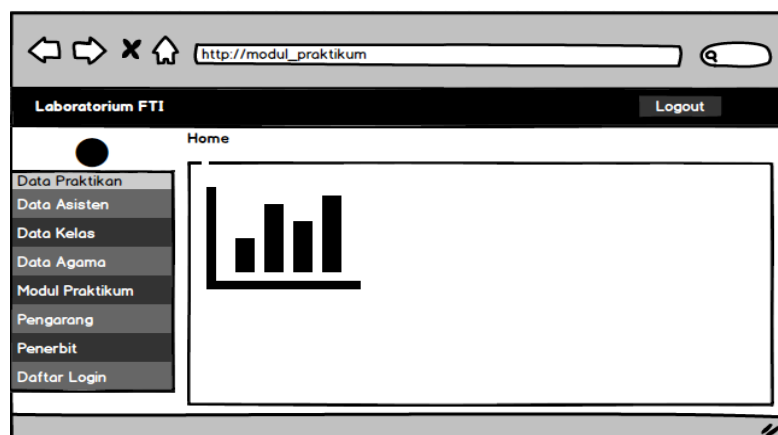 http://modul_praktikum
Laboratorium FTI
Logout
Home
Data Praktikan
Data Asisten
Data Kelas
Data Agama
Modul Praktikum
Pengarang
Penerbit
Daftar Login